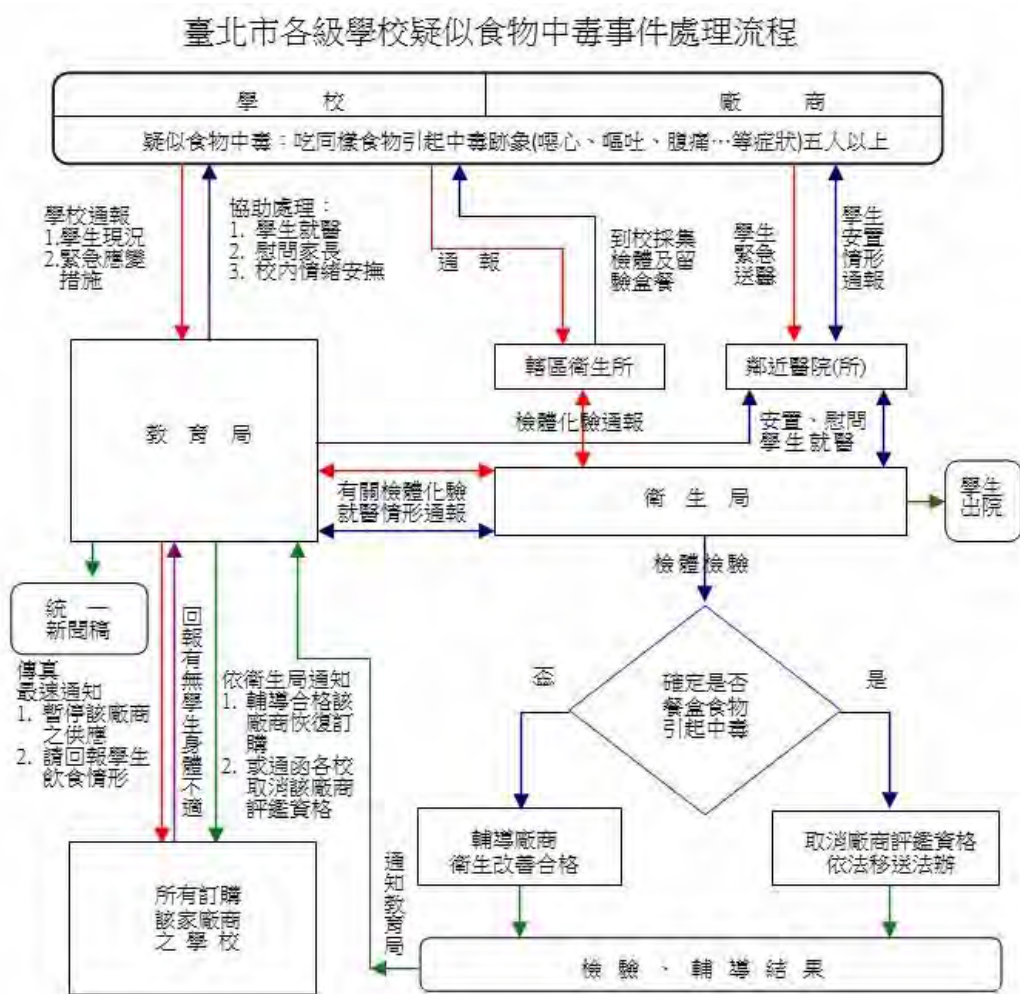 臺北市各級學校疑似食物中毒事件處理流程
學校
廠商
疑似食物中毒：吃同樣食物引起中毒跡象(噁心、嘔吐、腹痛…等症狀)五人以上
學校通報
1.學生現況
2.緊急應變
措施
協助處理：
1. 學生就醫
2. 慰問家長
3. 校內情緒安撫
通報
到校採集
檢體及留
驗盒餐
學生
緊急
送醫
學生
安置
情形
通報
教育局
轄區衛生所
鄰近醫院(所)
檢體化驗通報
安置、慰問
學生就醫
有關檢體化驗
就醫情形通報
衛生局
學生
出院
檢體檢驗
統一
新聞稿
傳真
最速通知
1. 暫停該廠商
之供應
2. 請回報學生
飲食情形
回報有無學生身體不適
依衛生局通知
1. 輔導合格該
廠商恢復訂
購
2. 或通函各校
取消該廠商
評鑑資格
否
確定是否
餐盒食物
引起中毒
是
輔導廠商
衛生改善合格
取消廠商評鑑資格
依法移送法辦
所有訂購
該家廠商
之學校
通知教育局
檢驗、輔導結果